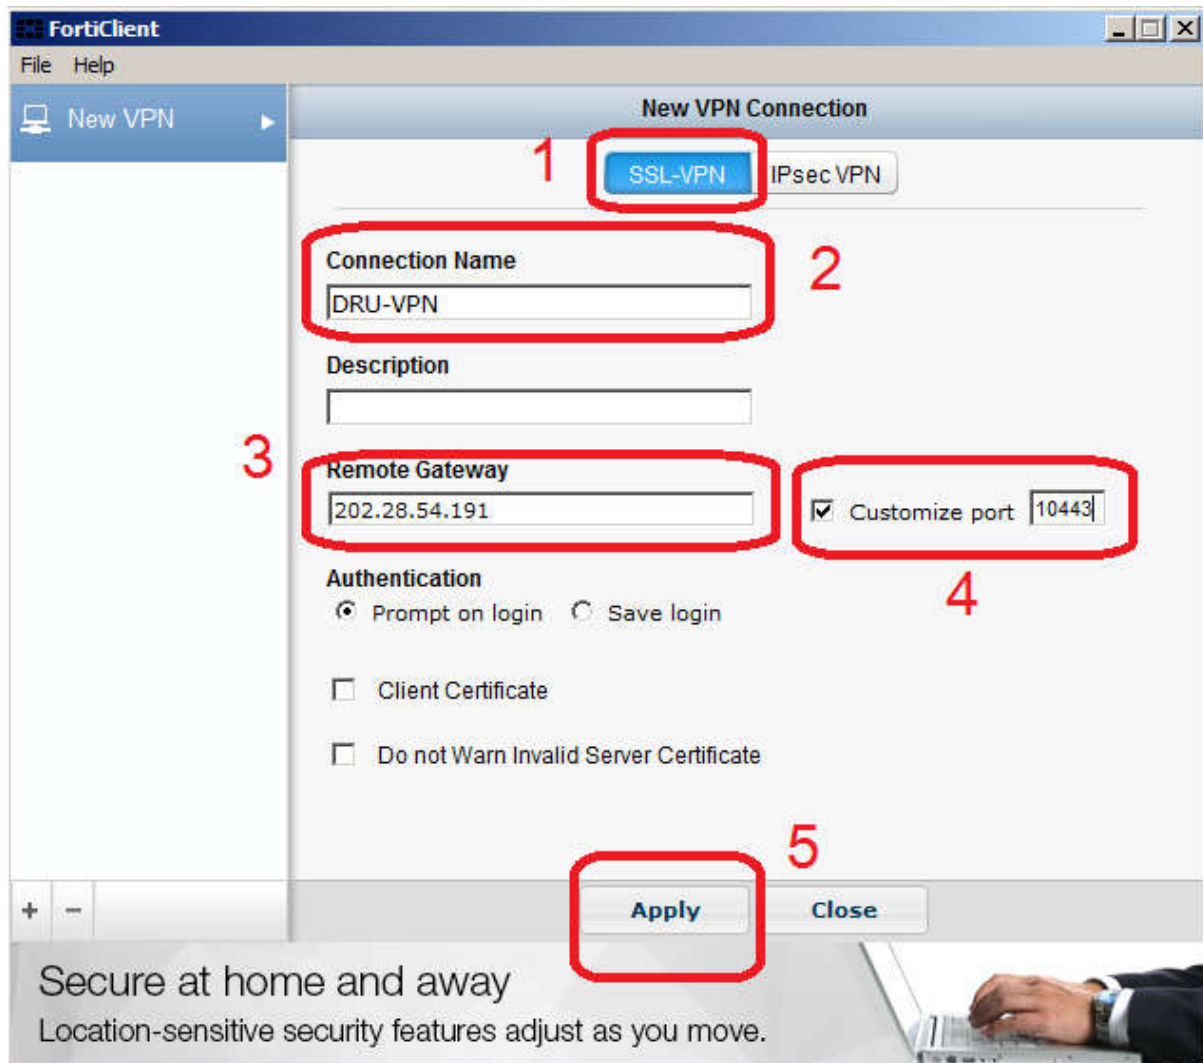 FortiClient
File Help
New VPN
New VPN Connection
1
SSL-VPN IPsec VPN
Connection Name
2
DRU-VPN
Description
3
Remote Gateway
202.28.54.191
Customize port 10443
4
Authentication
Prompt on login Save login
Client Certificate
Do not Warn Invalid Server Certificate
5
+ - Apply Close
Secure at home and away
Location-sensitive security features adjust as you move.